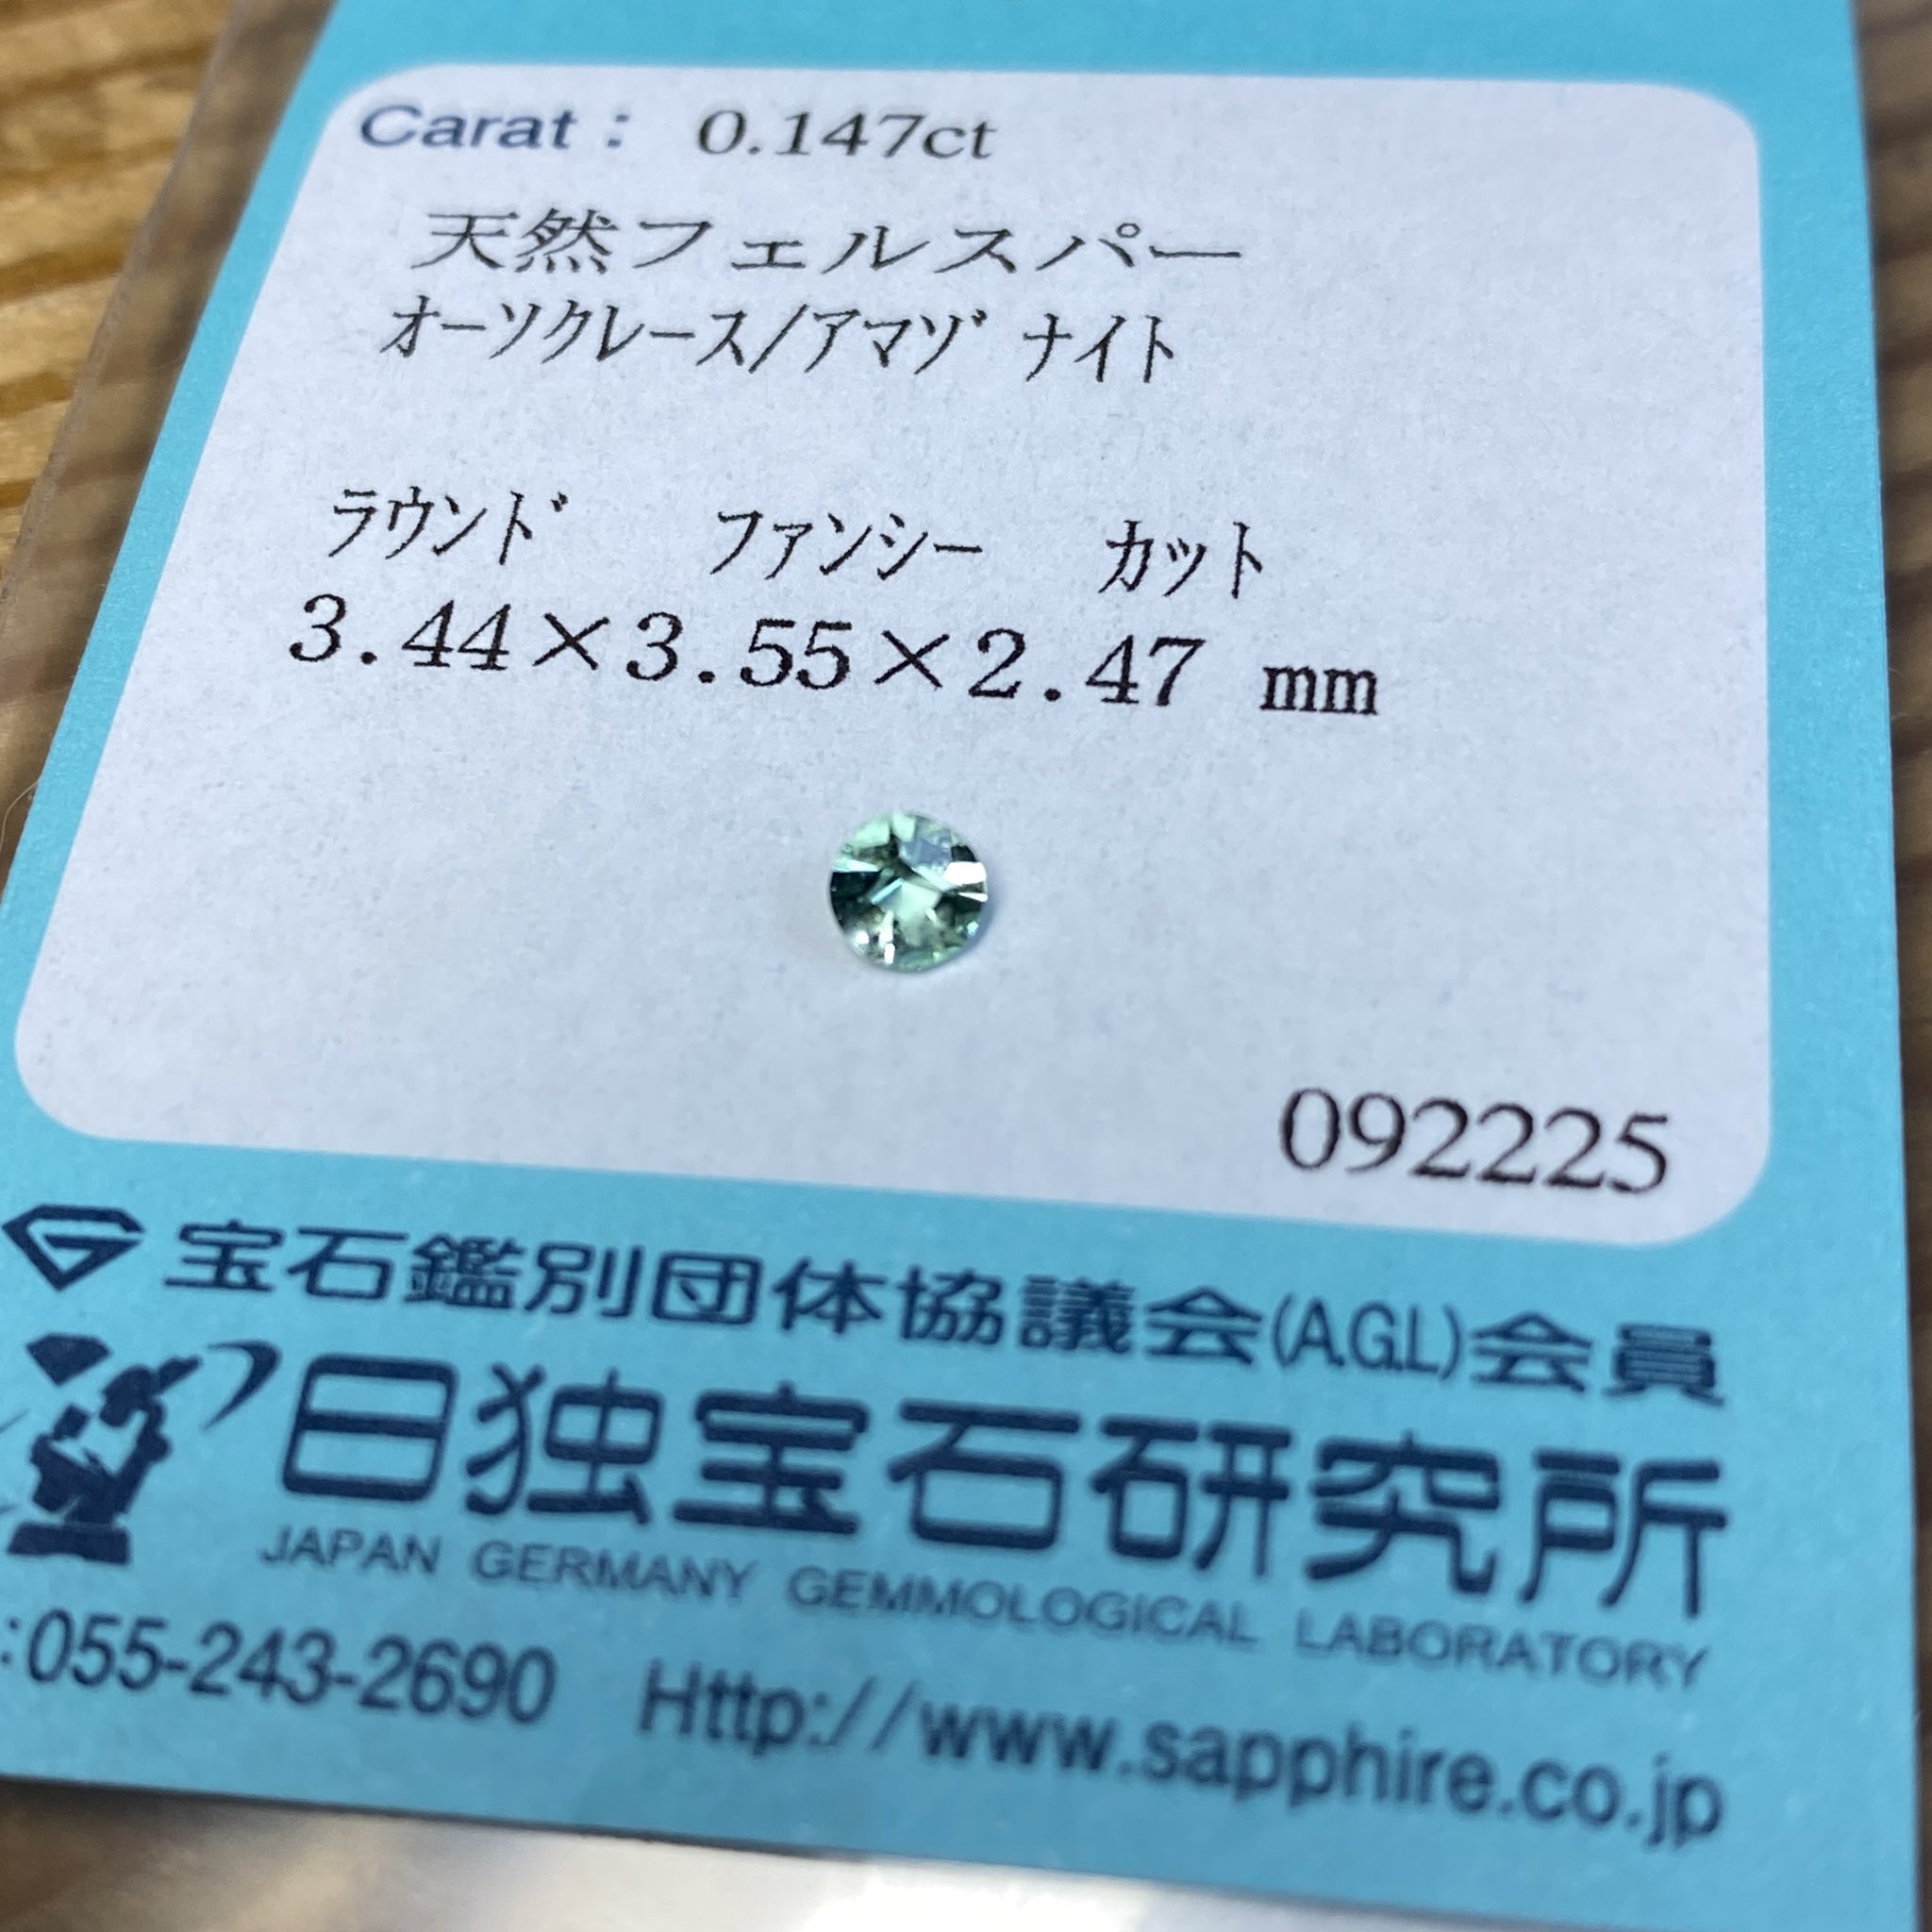 Carat : 0.147ct
天然フェルスパー
オーソクレース/アマゾナイト
ラウンド ファンシー カット
3.44×3.55×2.47 mm
092225
宝石鑑別団体協議会(A.G.L)会員
日独宝石研究所
JAPAN GERMANY GEMMOLOGICAL LABORATORY
:055-243-2690 Http://www.sapphire.co.jp